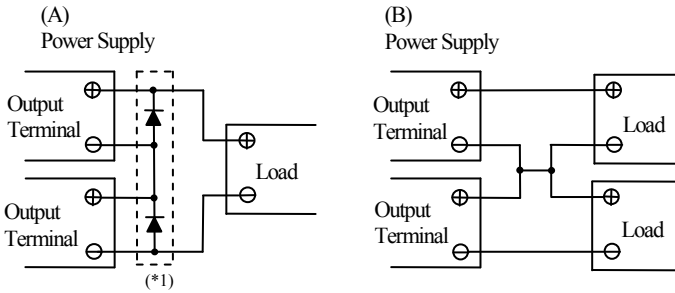 (A)
Power Supply
Output
Terminal
Output
Terminal
Load
(*1)
(B)
Power Supply
Output
Terminal
Output
Terminal
Load
Load